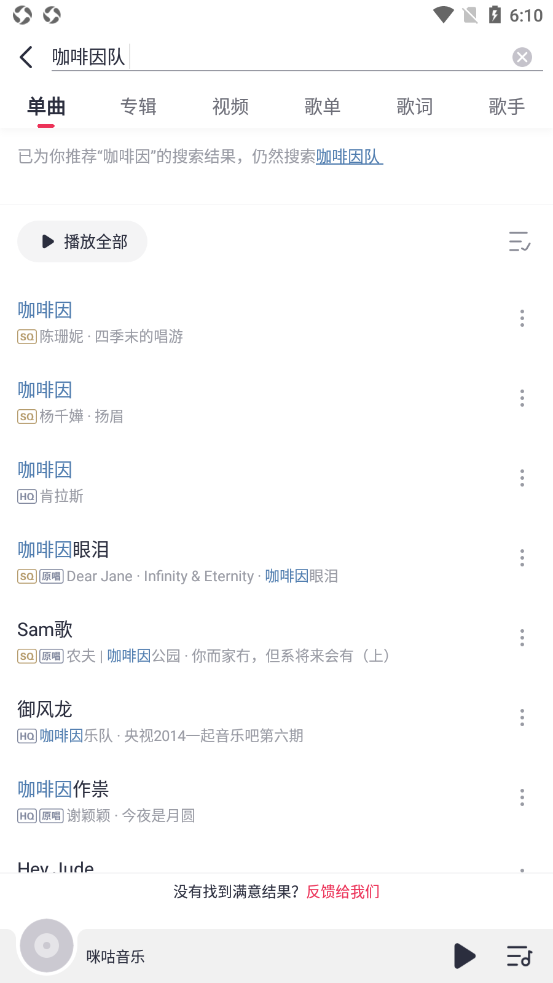 6:10
咖啡因队
单曲 专辑 视频 歌单 歌词 歌手
已为你推荐“咖啡因”的搜索结果，仍然搜索咖啡因队
播放全部
咖啡因
SQ 陈珊妮 · 四季末的唱游
咖啡因
SQ 杨千嬅 · 扬眉
咖啡因
HQ 肯拉斯
咖啡因眼泪
SQ 原唱 Dear Jane · Infinity & Eternity · 咖啡因眼泪
Sam歌
SQ 原唱 农夫 | 咖啡因公园 · 你而家冇，但系将来会有（上）
御风龙
HQ 咖啡因乐队 · 央视2014一起音乐吧第六期
咖啡因作祟
HQ 原唱 谢颖颖 · 今夜是月圆
Hey Jude
没有找到满意结果？反馈给我们
咪咕音乐